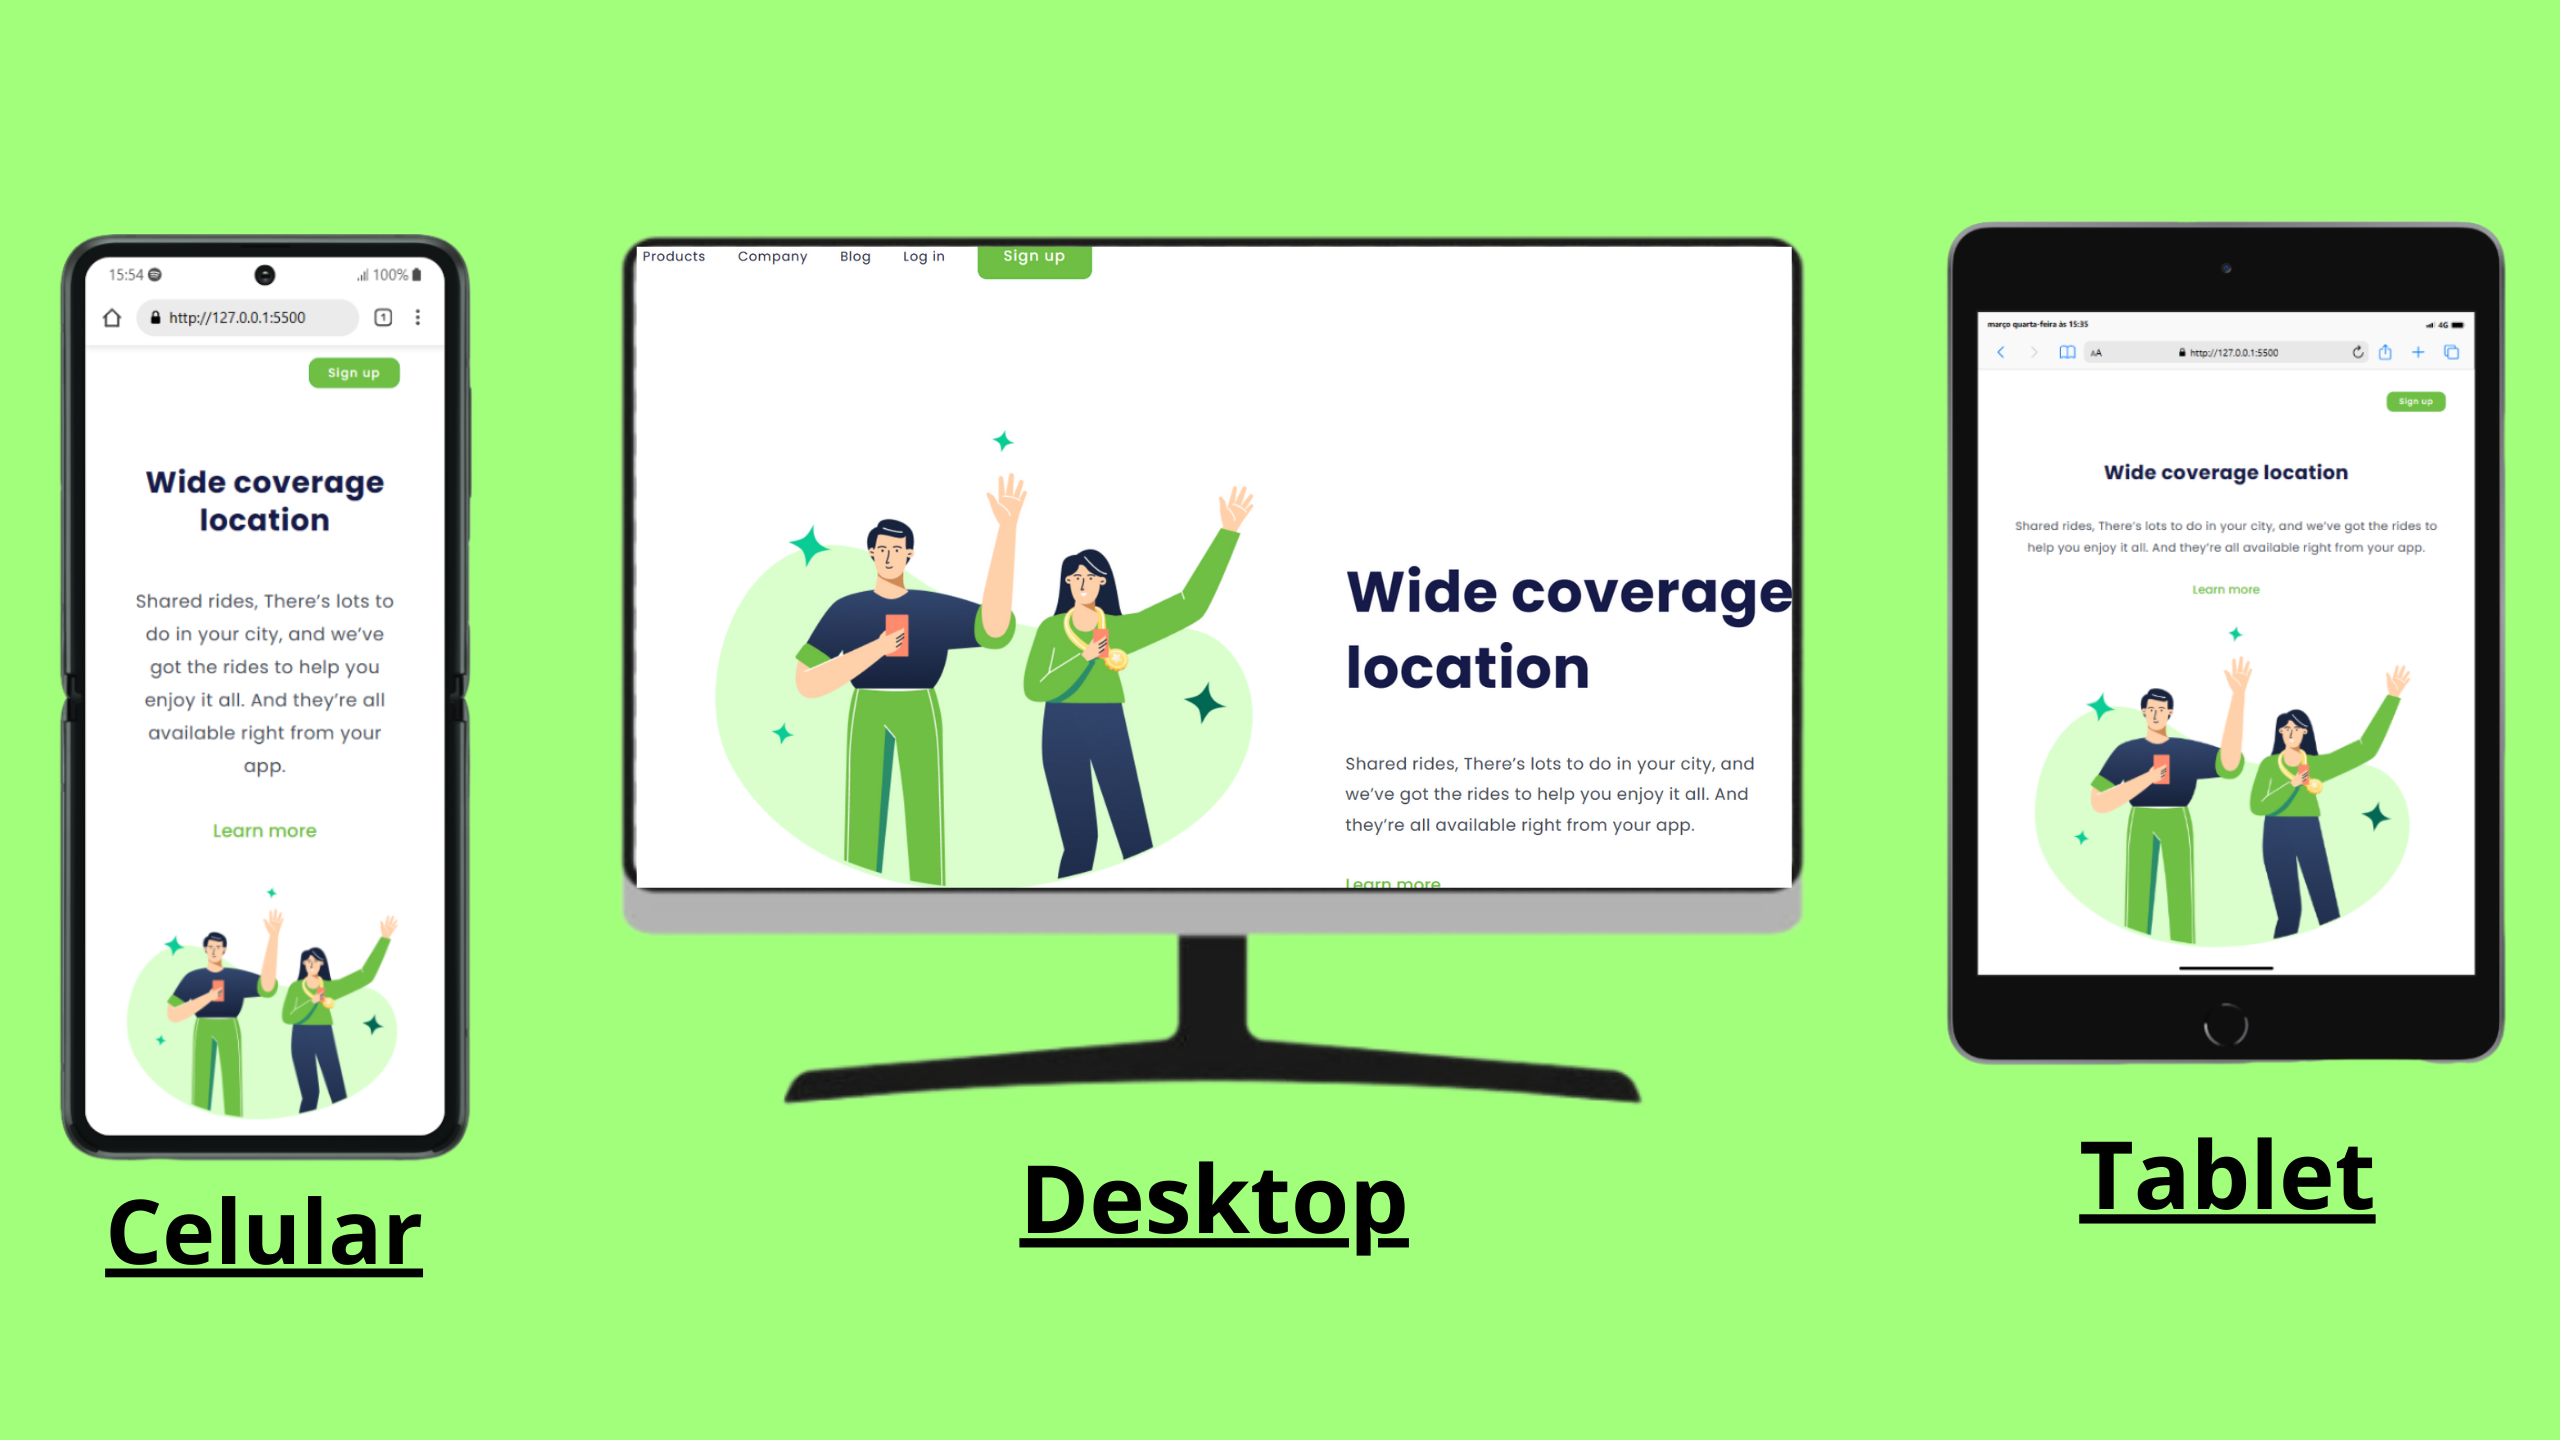 15:54
100%
http://127.0.0.1:5500
1
Sign up
Wide coverage
location
Shared rides, There’s lots to
do in your city, and we’ve
got the rides to help you
enjoy it all. And they’re all
available right from your
app.
Learn more
Celular
Products Company Blog Log in Sign up
Wide coverage
location
Shared rides, There’s lots to do in your city, and
we’ve got the rides to help you enjoy it all. And
they’re all available right from your app.
Learn more
Desktop
março quarta-feira às 15:35
4G
AA
http://127.0.0.1:5500
Sign up
Wide coverage location
Shared rides, There’s lots to do in your city, and we’ve got the rides to
help you enjoy it all. And they’re all available right from your app.
Learn more
Tablet